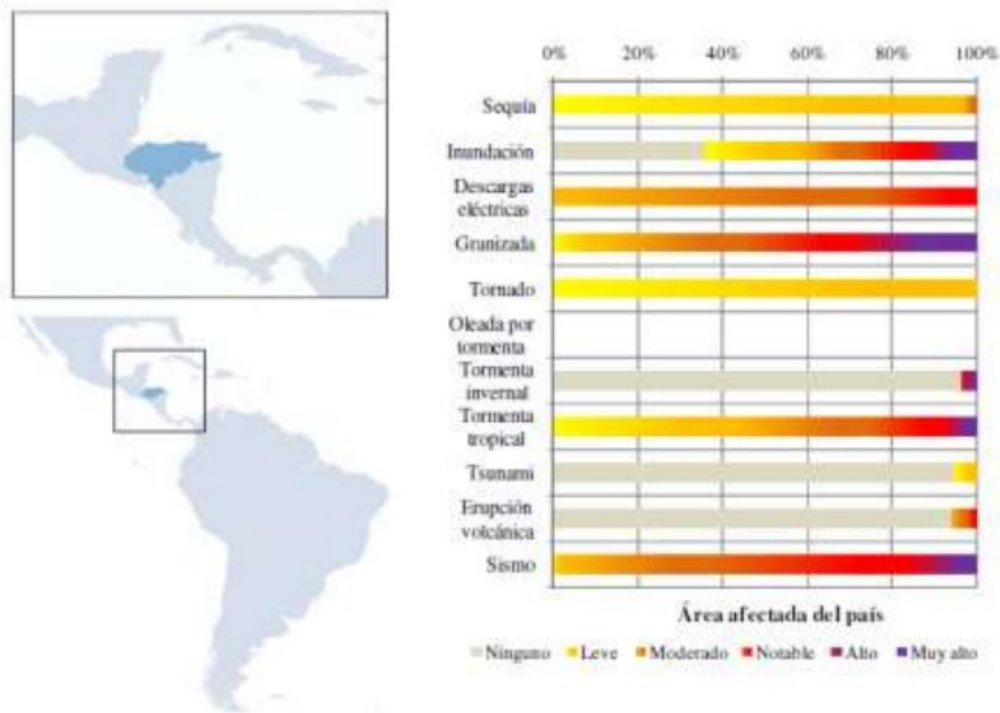 0% 20% 40% 60% 80% 100%
Sequía
Inundación
Descargas
eléctricas
Granizada
Tornado
Oleada por
tormenta
Tormenta
invernal
Tormenta
tropical
Tsunami
Erupción
volcánica
Sismo
Área afectada del país
Ninguno Leve Moderado Notable Alto Muy alto